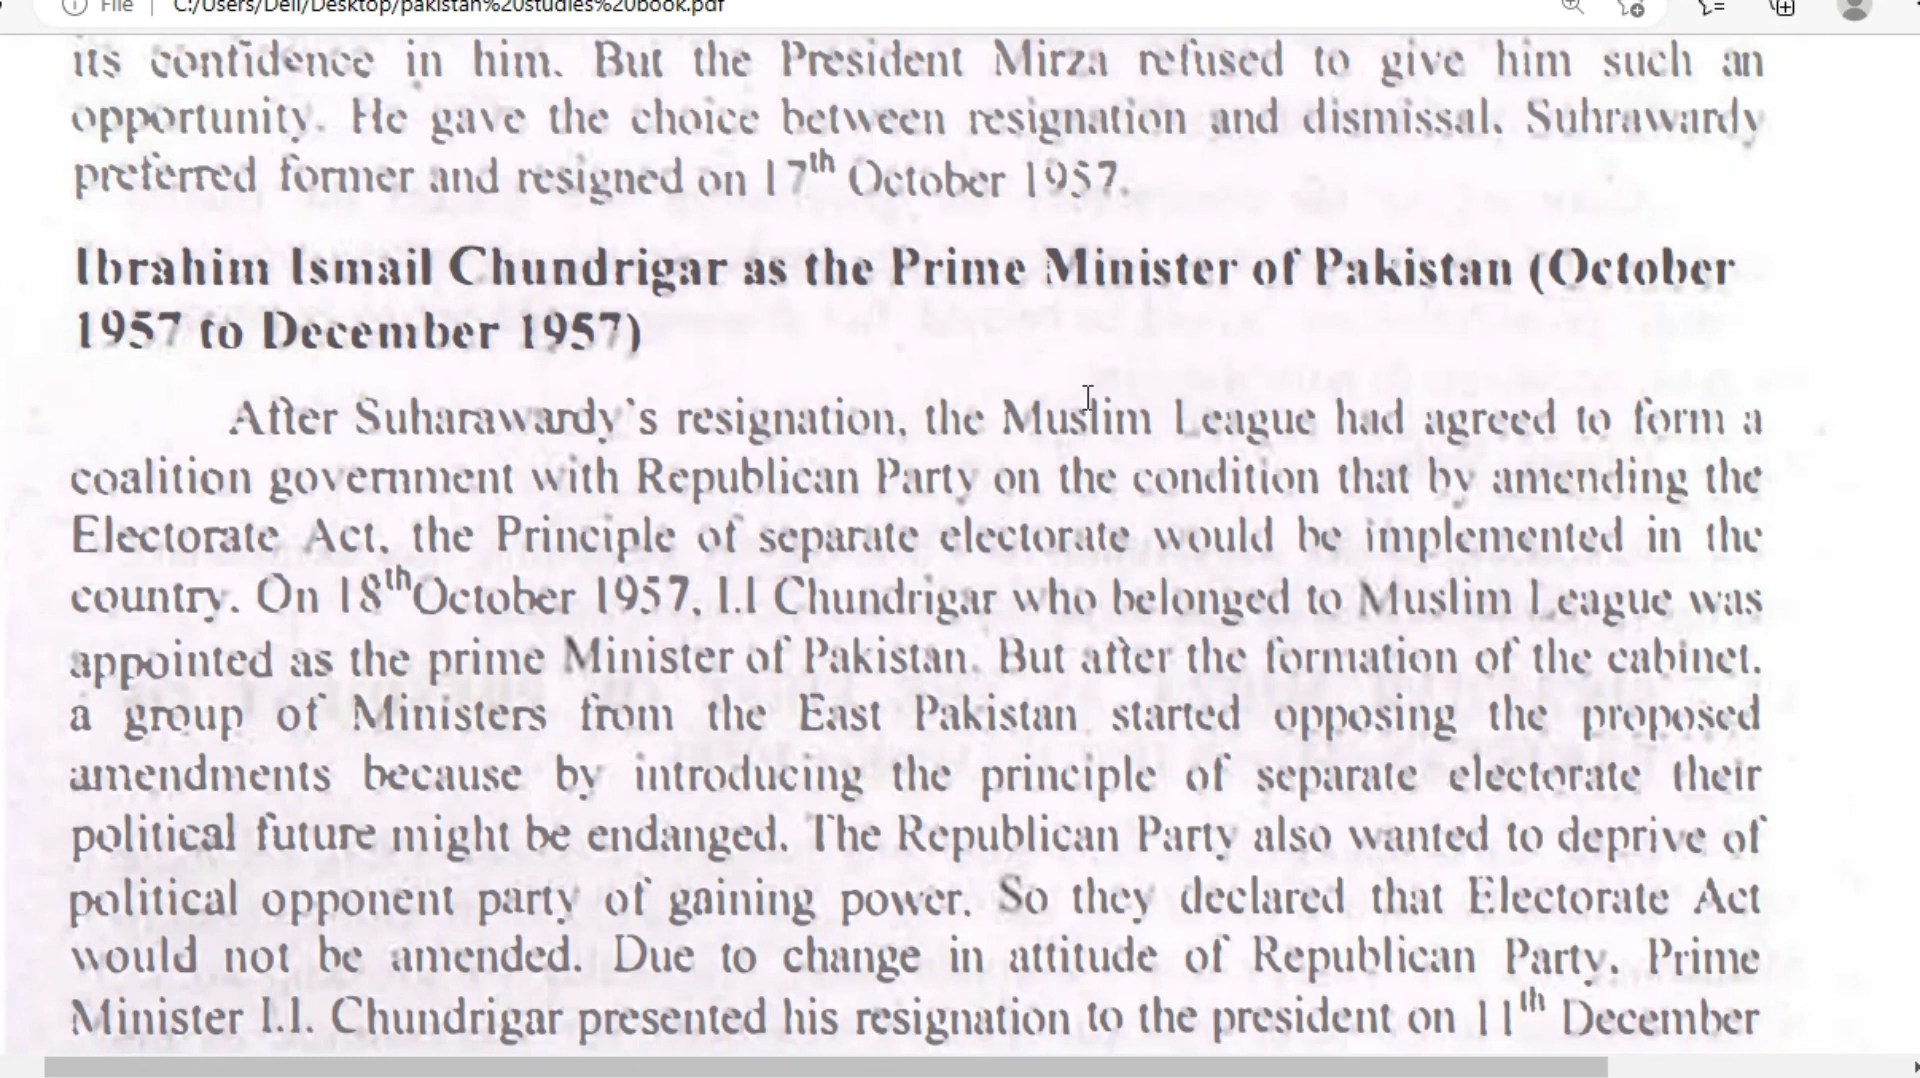 File | C:/Users/Dell/Desktop/pakistan%20studies%20book.pdf
its confidence in him. But the President Mirza refused to give him such an
opportunity. He gave the choice between resignation and dismissal. Suhrawardy
preferred former and resigned on 17th October 1957.
Ibrahim Ismail Chundrigar as the Prime Minister of Pakistan (October
1957 to December 1957)
After Suharawardy's resignation, the Muslim League had agreed to form a
coalition government with Republican Party on the condition that by amending the
Electorate Act, the Principle of separate electorate would be implemented in the
country. On 18th October 1957, I.I Chundrigar who belonged to Muslim League was
appointed as the prime Minister of Pakistan. But after the formation of the cabinet,
a group of Ministers from the East Pakistan started opposing the proposed
amendments because by introducing the principle of separate electorate their
political future might be endanged. The Republican Party also wanted to deprive of
political opponent party of gaining power. So they declared that Electorate Act
would not be amended. Due to change in attitude of Republican Party, Prime
Minister I.I. Chundrigar presented his resignation to the president on 11th December